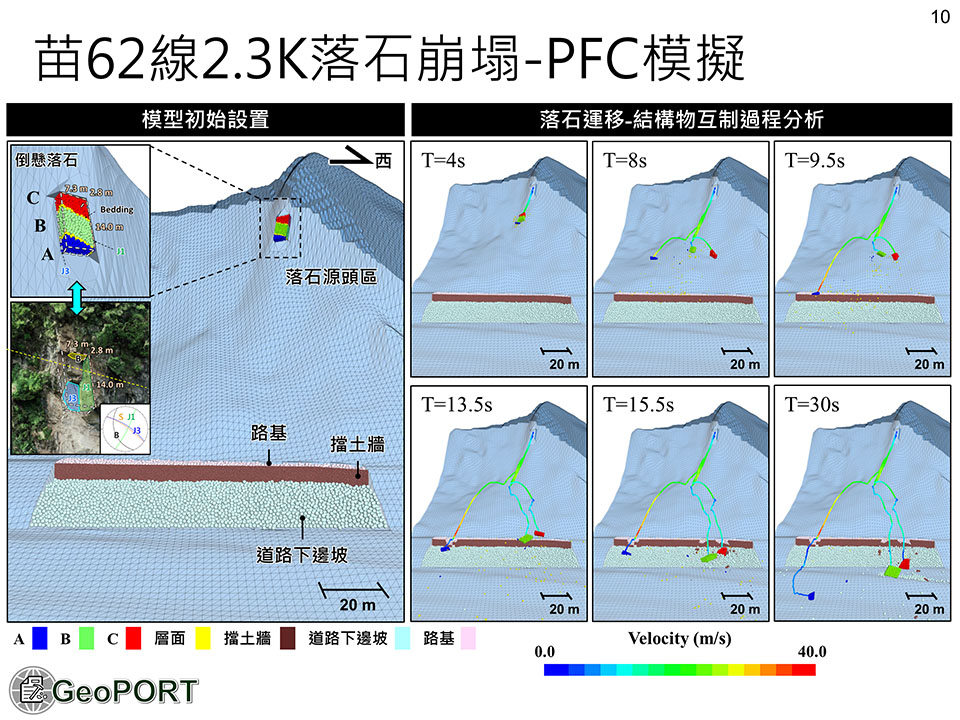 10
苗62線2.3K落石崩塌-PFC模擬
模型初始設置
倒懸落石
7.3 m
2.8 m
C
Bedding
B
14.0 m
A
J1
J3
7.3 m
2.8 m
B
14.0 m
J1
J3
S
J1
J3
B
西
落石源頭區
路基
擋土牆
道路下邊坡
20 m
落石運移-結構物互制過程分析
T=4s
20 m
T=8s
20 m
T=9.5s
20 m
T=13.5s
20 m
T=15.5s
20 m
T=30s
20 m
A B C 層面 擋土牆 道路下邊坡 路基
Velocity (m/s)
0.0 40.0
GeoPORT